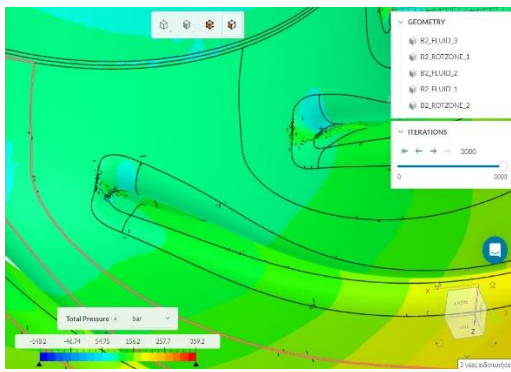 GEOMETRY
B2_FLUID_3
B2_ROTZONE_1
B2_FLUID_2
B2_FLUID_1
B2_ROTZONE_2
ITERATIONS
3000
0 3000
Total Pressure bar
-148.2 -46.74 54.75 156.2 257.7 359.2
X
Z